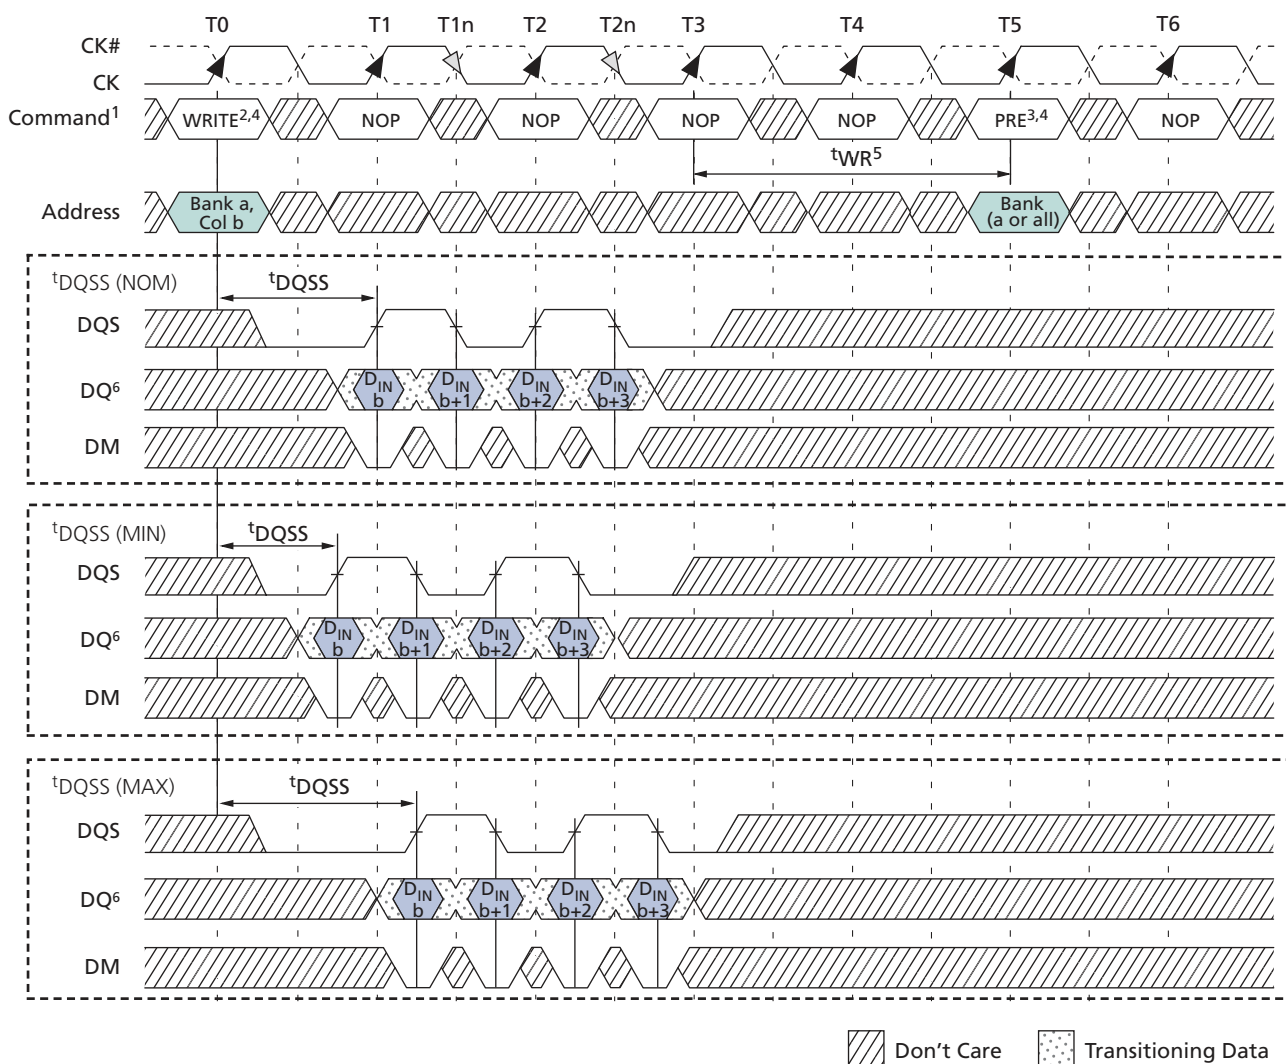 T0 T1 T1n T2 T2n T3 T4 T5 T6
CK#
CK
Command1 WRITE2,4 NOP NOP NOP NOP PRE3,4 NOP
tWR5
Address Bank a, Col b Bank (a or all)
tDQSS (NOM) tDQSS
DQS
DQ6 DIN b DIN b+1 DIN b+2 DIN b+3
DM
tDQSS (MIN) tDQSS
DQS
DQ6 DIN b DIN b+1 DIN b+2 DIN b+3
DM
tDQSS (MAX) tDQSS
DQS
DQ6 DIN b DIN b+1 DIN b+2 DIN b+3
DM
Don't Care Transitioning Data